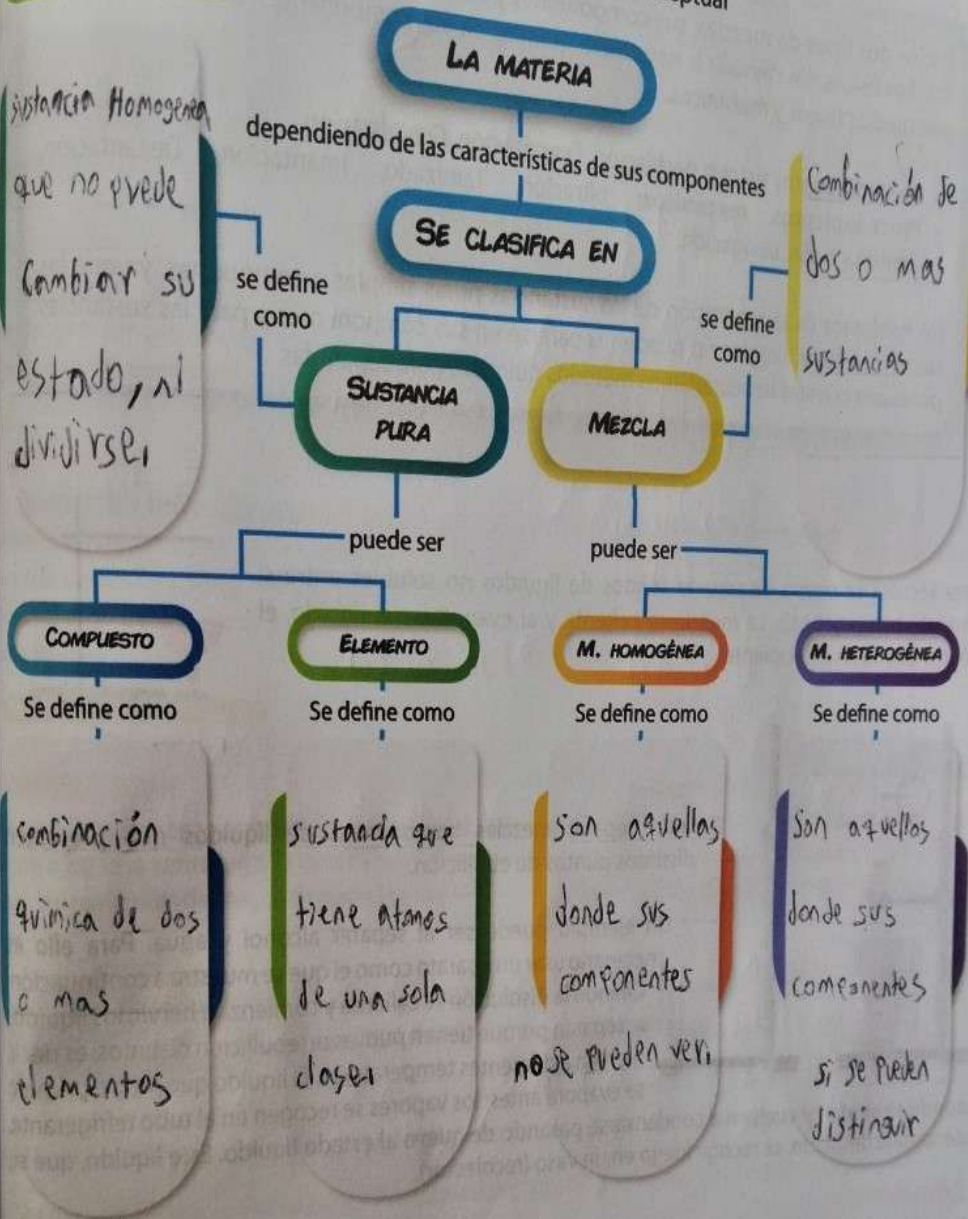 LA MATERIA
dependiendo de las características de sus componentes
SE CLASIFICA EN
sustancia Homogenea
que no puede
Cambiar su
estado, ni
dividirse,
se define
como
SUSTANCIA
PURA
Combinación de
dos o mas
sustancias
se define
como
MEZCLA
puede ser
puede ser
COMPUESTO
ELEMENTO
M. HOMOGÉNEA
M. HETEROGÉNEA
Se define como
Se define como
Se define como
Se define como
combinación
quimica de dos
o mas
elementos
sustancia que
tiene atomos
de una sola
clase,
Son aquellas
donde sus
componentes
no se pueden ver,
Son aquellos
donde sus
componentes
si se pueden
distinguir